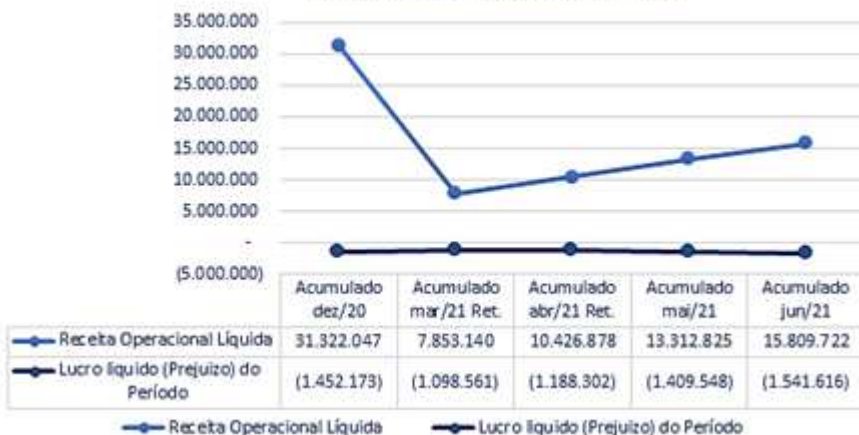 35.000.000
30.000.000
25.000.000
20.000.000
15.000.000
10.000.000
5.000.000
-
(5.000.000)
Acumulado dez/20
Acumulado mar/21 Ret.
Acumulado abr/21 Ret.
Acumulado mai/21
Acumulado jun/21
Receita Operacional Líquida 31.322.047 7.853.140 10.426.878 13.312.825 15.809.722
Lucro liquido (Prejuizo) do Período (1.452.173) (1.098.561) (1.188.302) (1.409.548) (1.541.616)
Receita Operacional Líquida Lucro liquido (Prejuizo) do Período